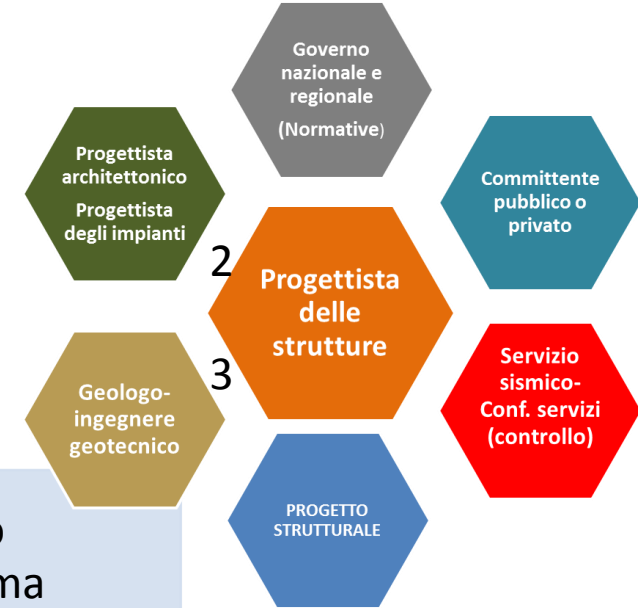 Governo
nazionale e
regionale
(Normative)
Progettista
architettonico
Progettista
degli impianti
Committente
pubblico o
privato
2
Progettista
delle
strutture
3
Geologo-
ingegnere
geotecnico
Servizio
sismico-
Conf. servizi
(controllo)
PROGETTO
STRUTTURALE